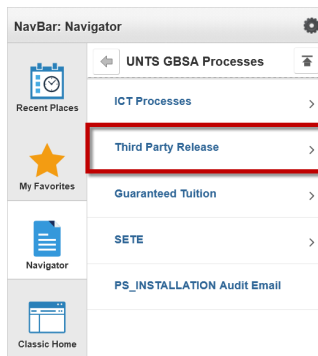 NavBar: Navigator
UNTS GBSA Processes
Recent Places
ICT Processes
Third Party Release
My Favorites
Guaranteed Tuition
SETE
Navigator
PS_INSTALLATION Audit Email
Classic Home